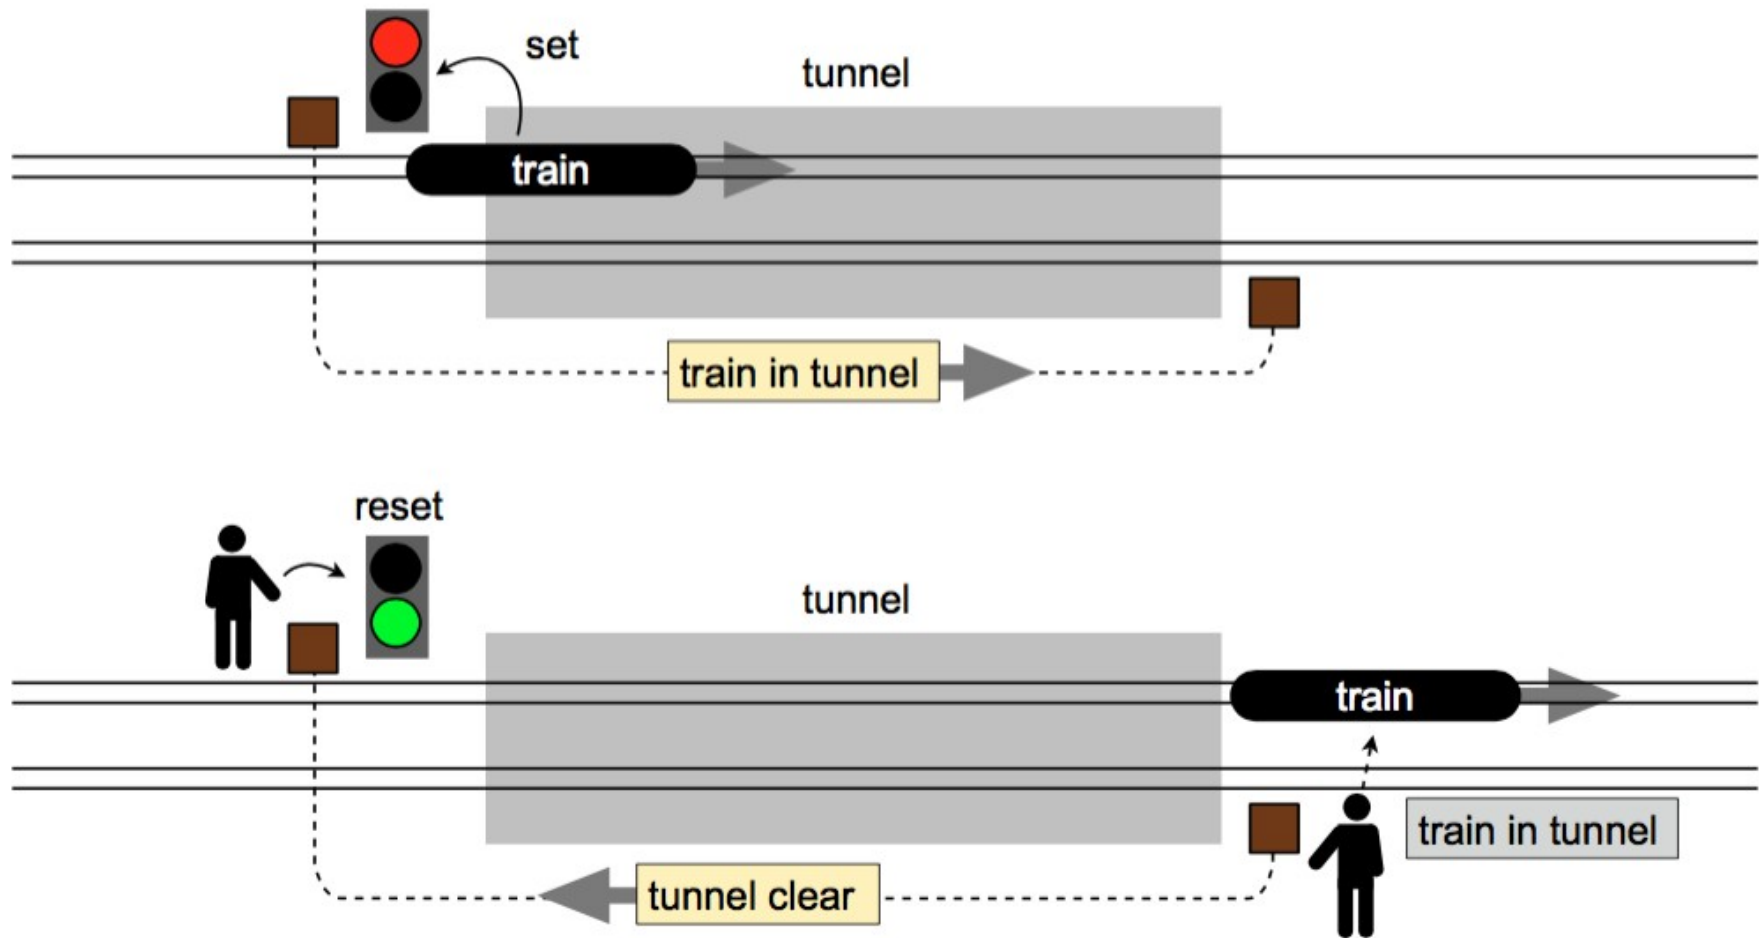 set
tunnel
train
train in tunnel
reset
tunnel
train
train in tunnel
tunnel clear